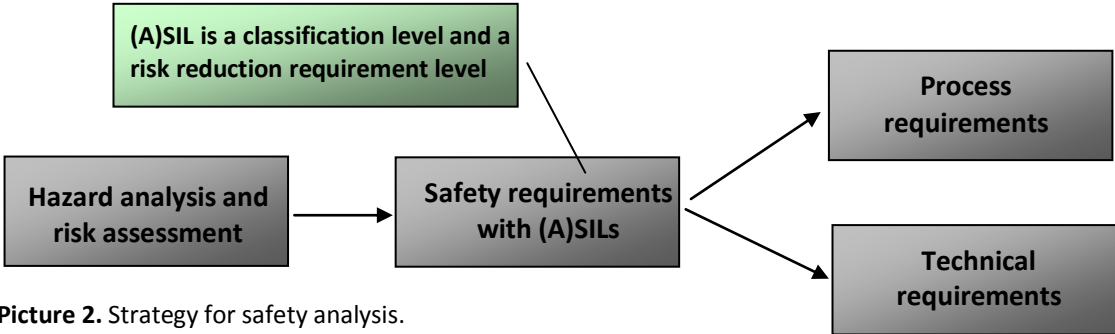 (A)SIL is a classification level and a
risk reduction requirement level
Process
requirements
Hazard analysis and
risk assessment
Safety requirements
with (A)SILs
Technical
requirements
Picture 2. Strategy for safety analysis.